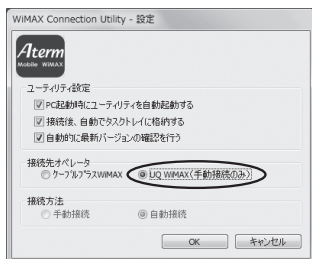 WiMAX Connection Utility - 設定
Aterm
Mobile WiMAX
ユーティリティ設定
PC起動時にユーティリティを自動起動する
接続後、自動でタスクトレイに格納する
自動的に最新バージョンの確認を行う
接続先オペレータ
ケーブルプラスWiMAX
UQ WiMAX(手動接続のみ)
接続方法
手動接続
自動接続
OK
キャンセル